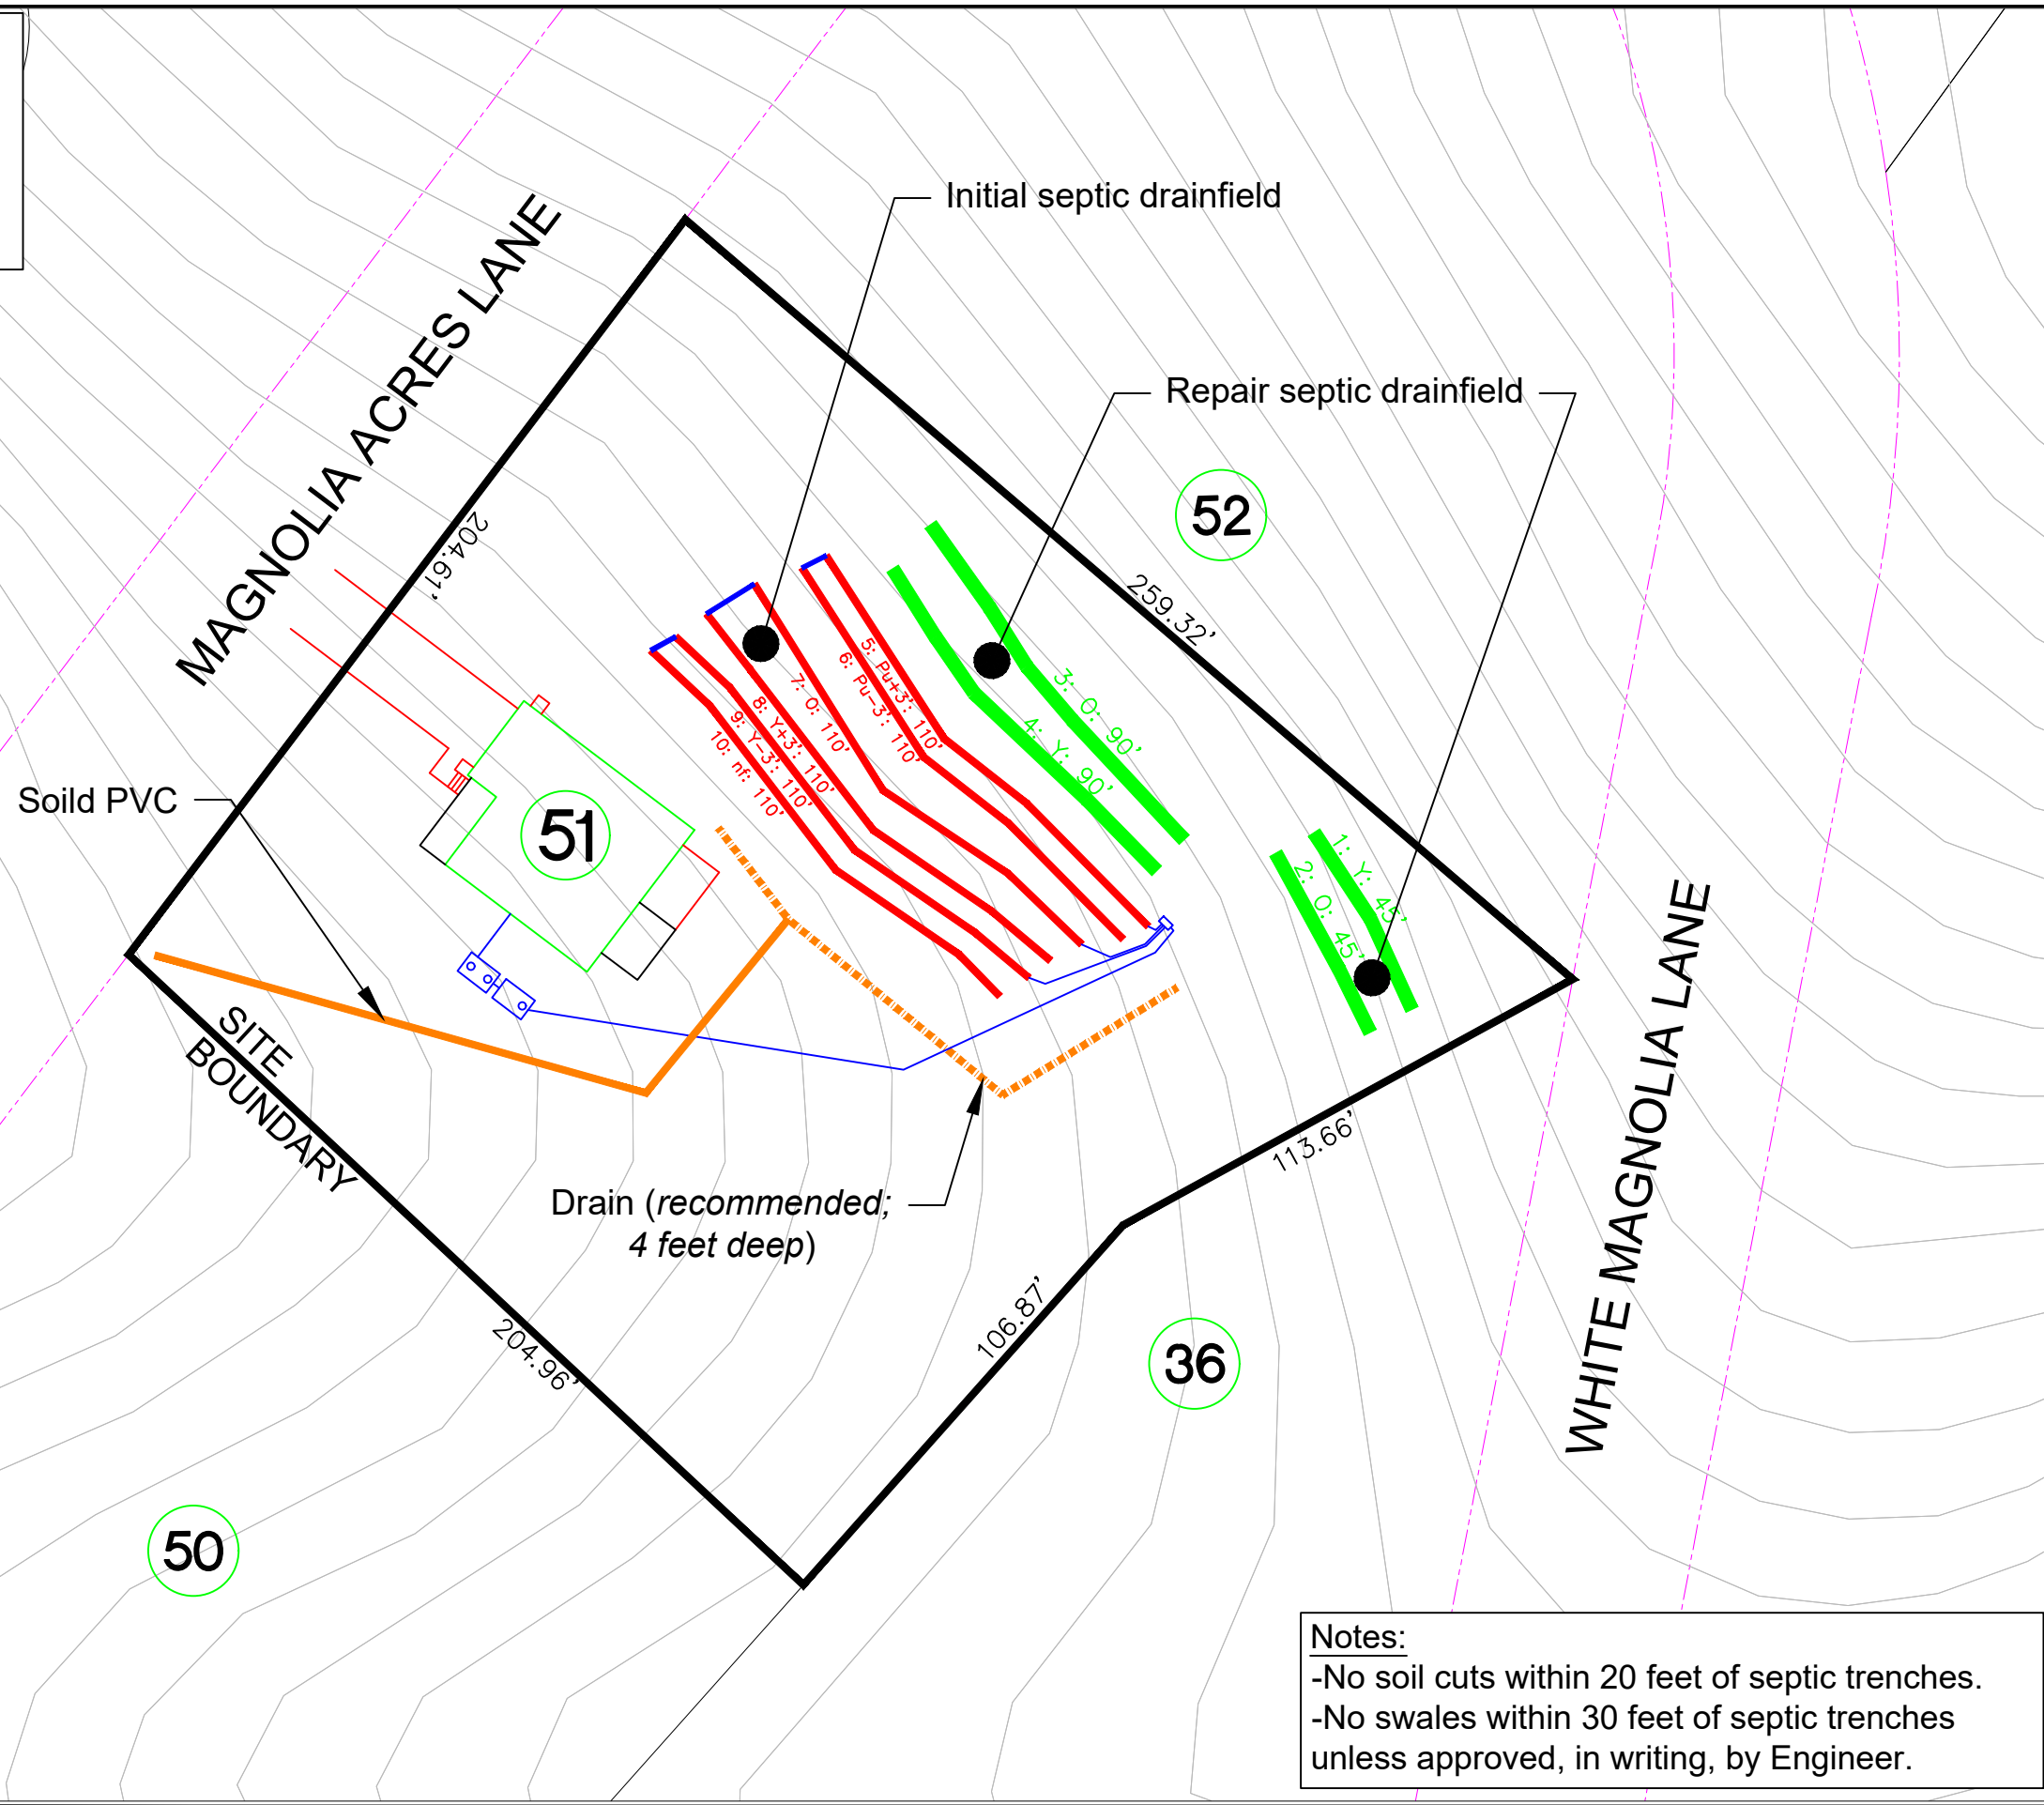 Initial septic drainfield
MAGNOLIA ACRES LANE
Repair septic drainfield
52
204.61'
259.32'
5: Pu+3': 110'
6: Pu-3': 110'
7: O: 110'
8: Y+3': 110'
9: Y-3': 110'
10: nf: 110'
3: O: 90'
4: Y: 90'
Soild PVC
51
1: Y: 45'
2: O: 45'
WHITE MAGNOLIA LANE
SITE
BOUNDARY
113.66'
Drain (recommended;
4 feet deep)
106.87'
204.96'
36
50
Notes:
-No soil cuts within 20 feet of septic trenches.
-No swales within 30 feet of septic trenches
unless approved, in writing, by Engineer.